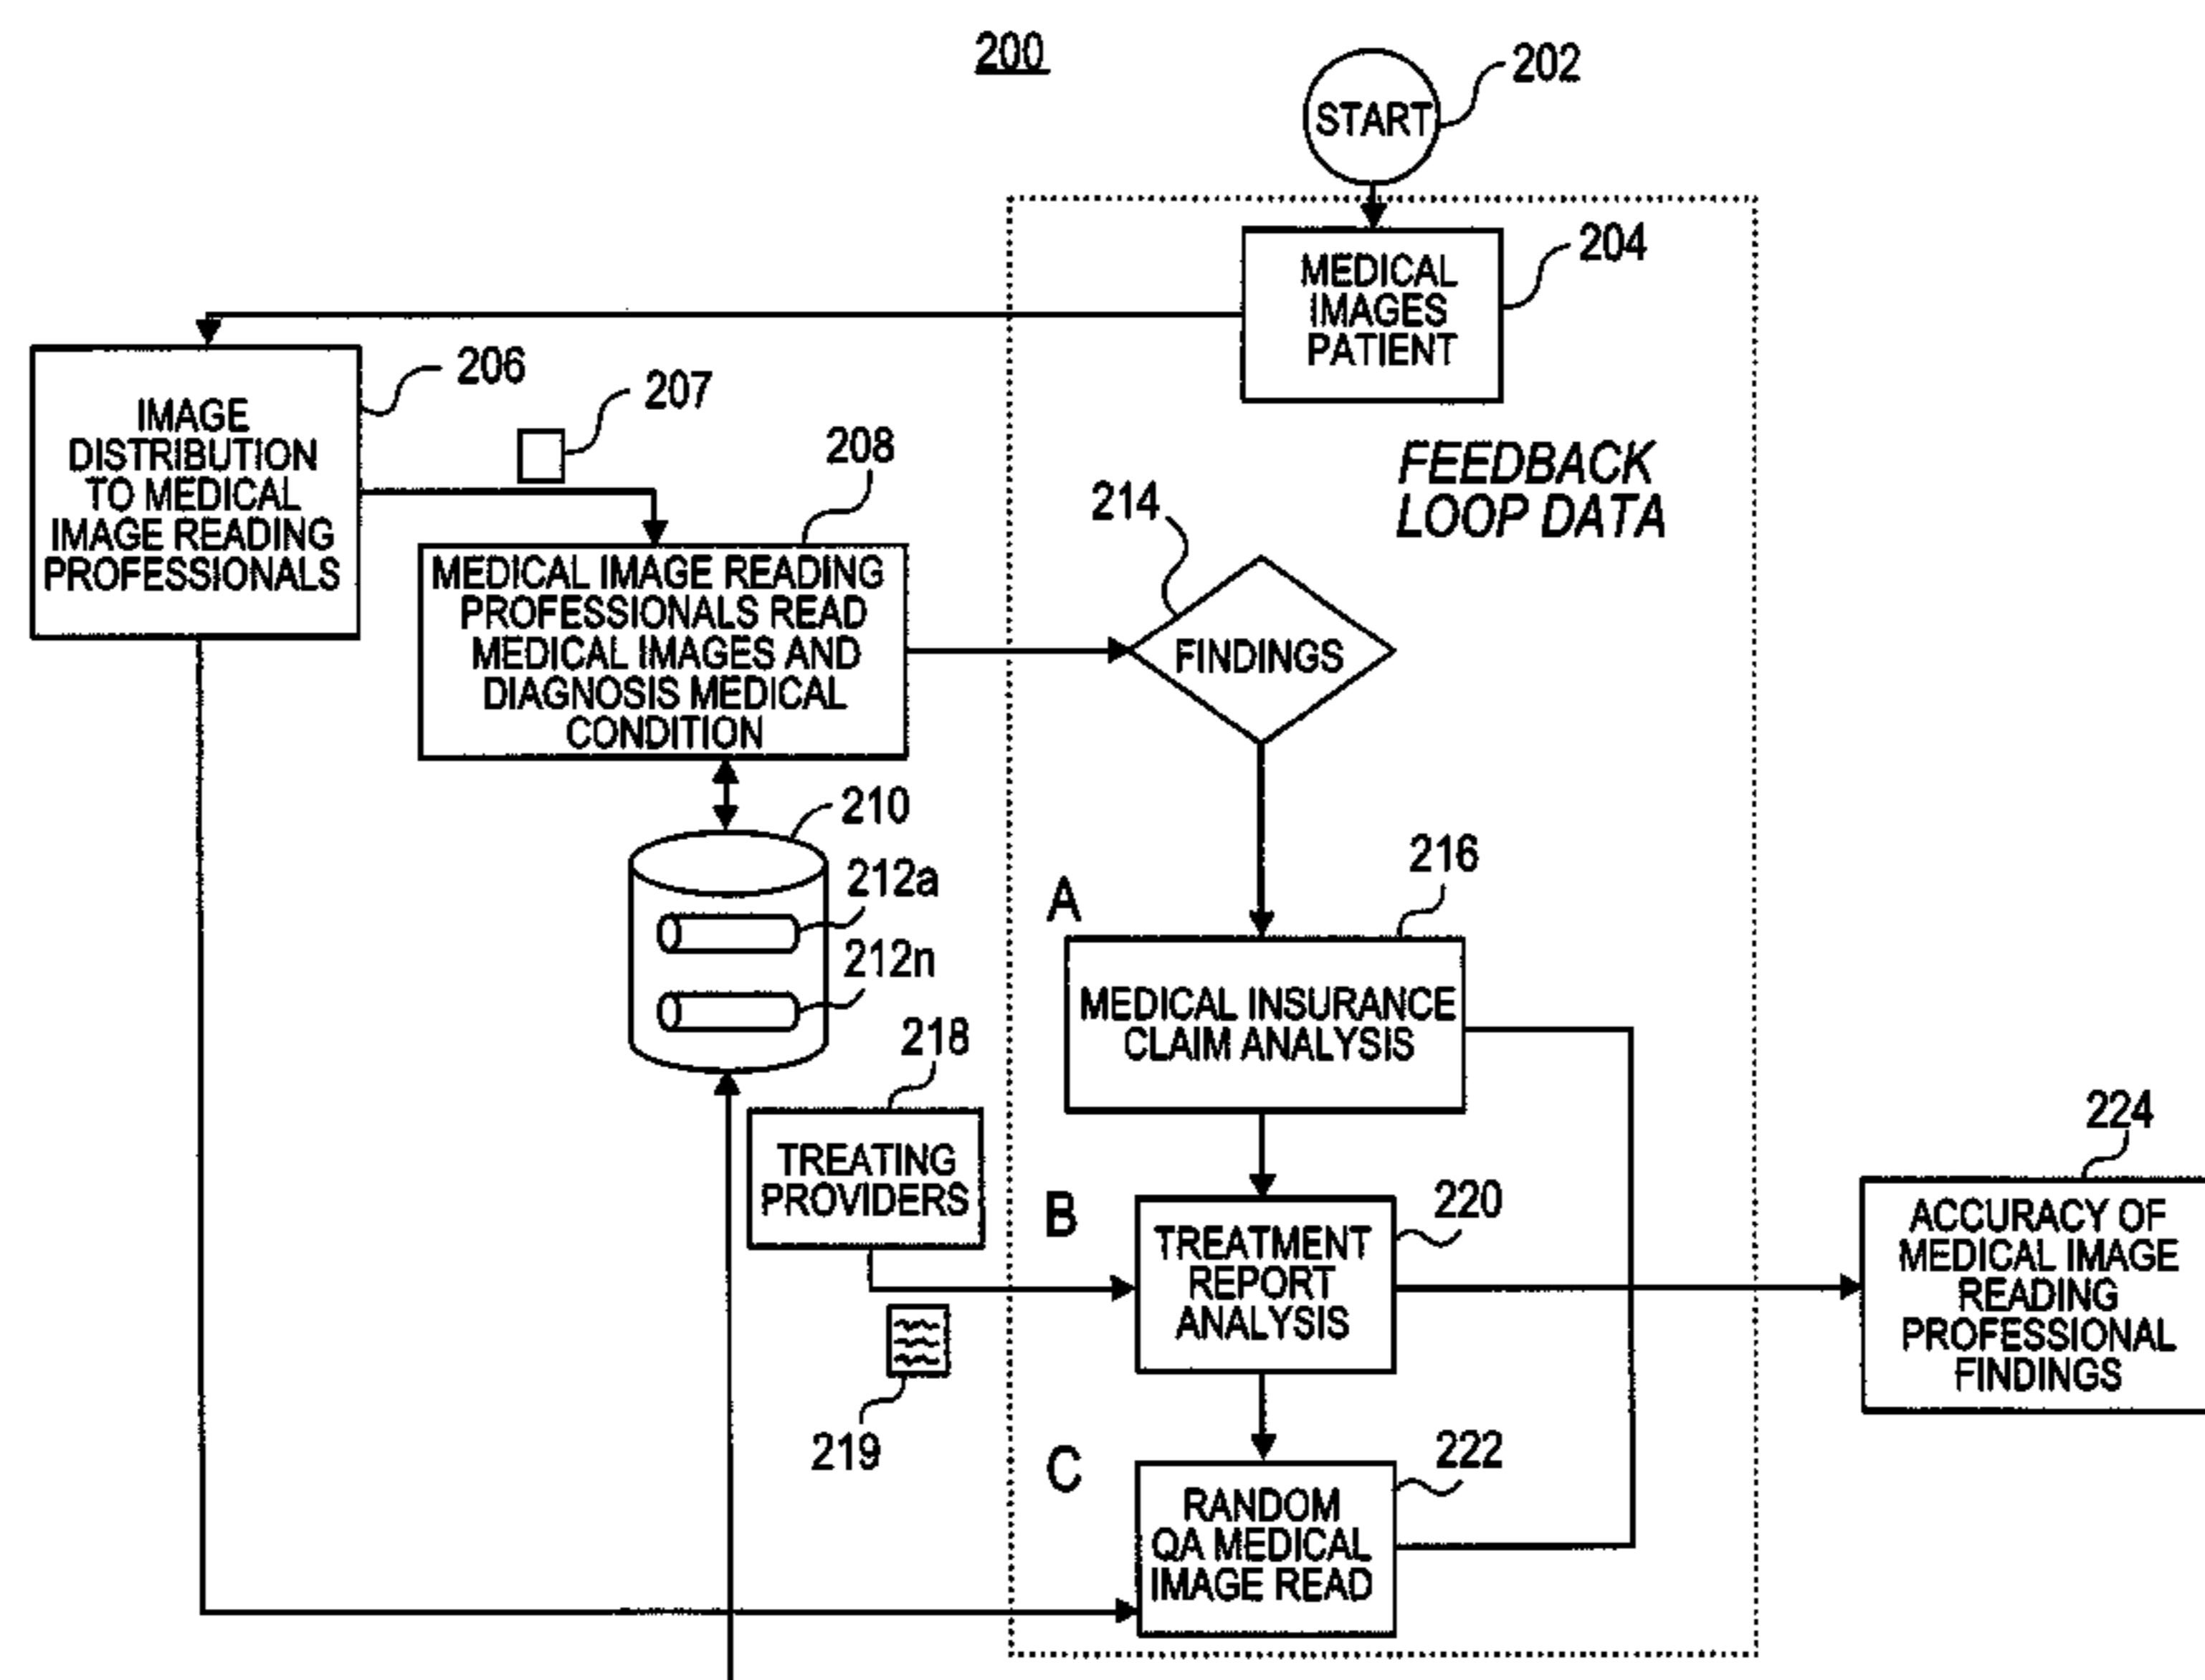 200
START
202
MEDICAL
IMAGES
PATIENT
204
IMAGE
DISTRIBUTION
TO MEDICAL
IMAGE READING
PROFESSIONALS
206
207
208
MEDICAL IMAGE READING
PROFESSIONALS READ
MEDICAL IMAGES AND
DIAGNOSIS MEDICAL
CONDITION
FEEDBACK
LOOP DATA
214
FINDINGS
210
212a
212n
A
216
MEDICAL INSURANCE
CLAIM ANALYSIS
218
TREATING
PROVIDERS
219
B
220
TREATMENT
REPORT
ANALYSIS
224
ACCURACY OF
MEDICAL IMAGE
READING
PROFESSIONAL
FINDINGS
C
222
RANDOM
QA MEDICAL
IMAGE READ